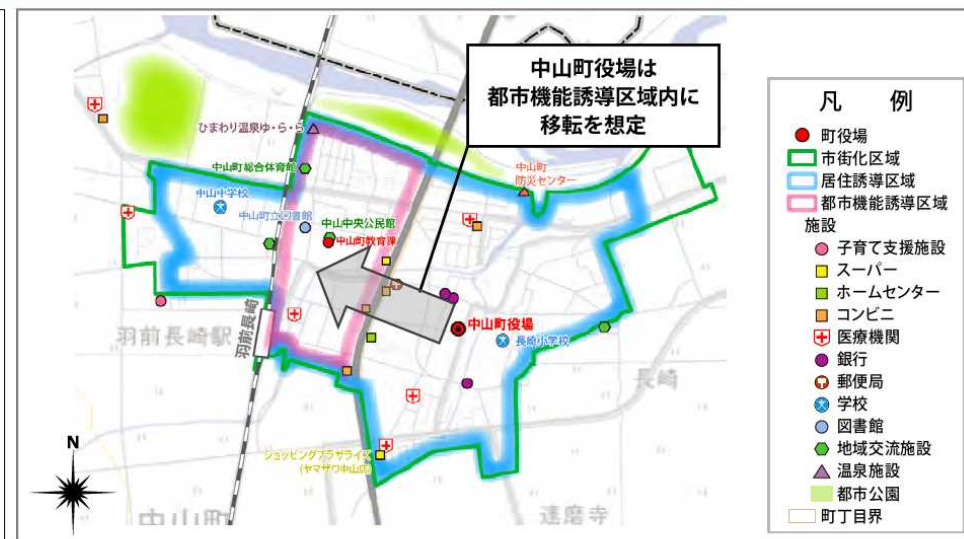 中山町役場は
都市機能誘導区域内に
移転を想定
ひまわり温泉ゆ・ら・ら
中山町総合体育館
中山町
防災センター
中山中学校
中山町立図書館
中山中央公民館
中山町教育課
羽前長崎駅
羽前長崎
中山町役場
長崎小学校
長崎
ショッピングプラザライズ
(ヤマザワ中山店)
N
中山町
達磨寺
凡 例
町役場
市街化区域
居住誘導区域
都市機能誘導区域
施設
子育て支援施設
スーパー
ホームセンター
コンビニ
医療機関
銀行
郵便局
学校
図書館
地域交流施設
温泉施設
都市公園
町丁目界